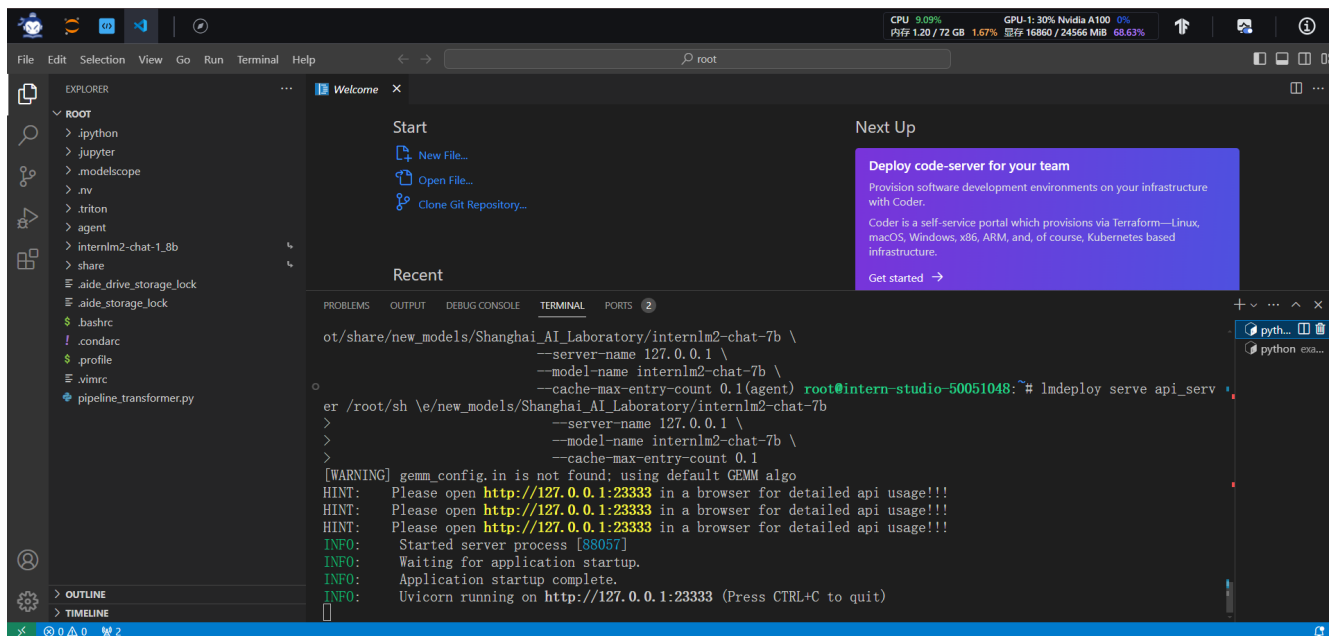 CPU 9.09% GPU-1: 30% Nvidia A100 0%
内存 1.20 / 72 GB 1.67% 显存 16860 / 24566 MiB 68.63%
File Edit Selection View Go Run Terminal Help
root
EXPLORER
Welcome
ROOT
.ipython
.jupyter
.modelscope
.nv
.triton
agent
internlm2-chat-1_8b
share
.aide_drive_storage_lock
.aide_storage_lock
.bashrc
.condarc
.profile
.vimrc
pipeline_transformer.py
OUTLINE
TIMELINE
Start
New File...
Open File...
Clone Git Repository...
Recent
Next Up
Deploy code-server for your team
Provision software development environments on your infrastructure
with Coder.
Coder is a self-service portal which provisions via Terraform—Linux,
macOS, Windows, x86, ARM, and, of course, Kubernetes based
infrastructure.
Get started →
PROBLEMS OUTPUT DEBUG CONSOLE TERMINAL PORTS 2
ot/share/new_models/Shanghai_AI_Laboratory/internlm2-chat-7b \
--server-name 127.0.0.1 \
--model-name internlm2-chat-7b \
--cache-max-entry-count 0.1(agent) root@intern-studio-50051048:~# lmdeploy serve api_serv
er /root/sh \e/new_models/Shanghai_AI_Laboratory/internlm2-chat-7b
> --server-name 127.0.0.1 \
> --model-name internlm2-chat-7b \
> --cache-max-entry-count 0.1
[WARNING] gemm_config.in is not found; using default GEMM algo
HINT: Please open http://127.0.0.1:23333 in a browser for detailed api usage!!!
HINT: Please open http://127.0.0.1:23333 in a browser for detailed api usage!!!
HINT: Please open http://127.0.0.1:23333 in a browser for detailed api usage!!!
INFO: Started server process [88057]
INFO: Waiting for application startup.
INFO: Application startup complete.
INFO: Uvicorn running on http://127.0.0.1:23333 (Press CTRL+C to quit)
pyth...
python exa...
0 0 2